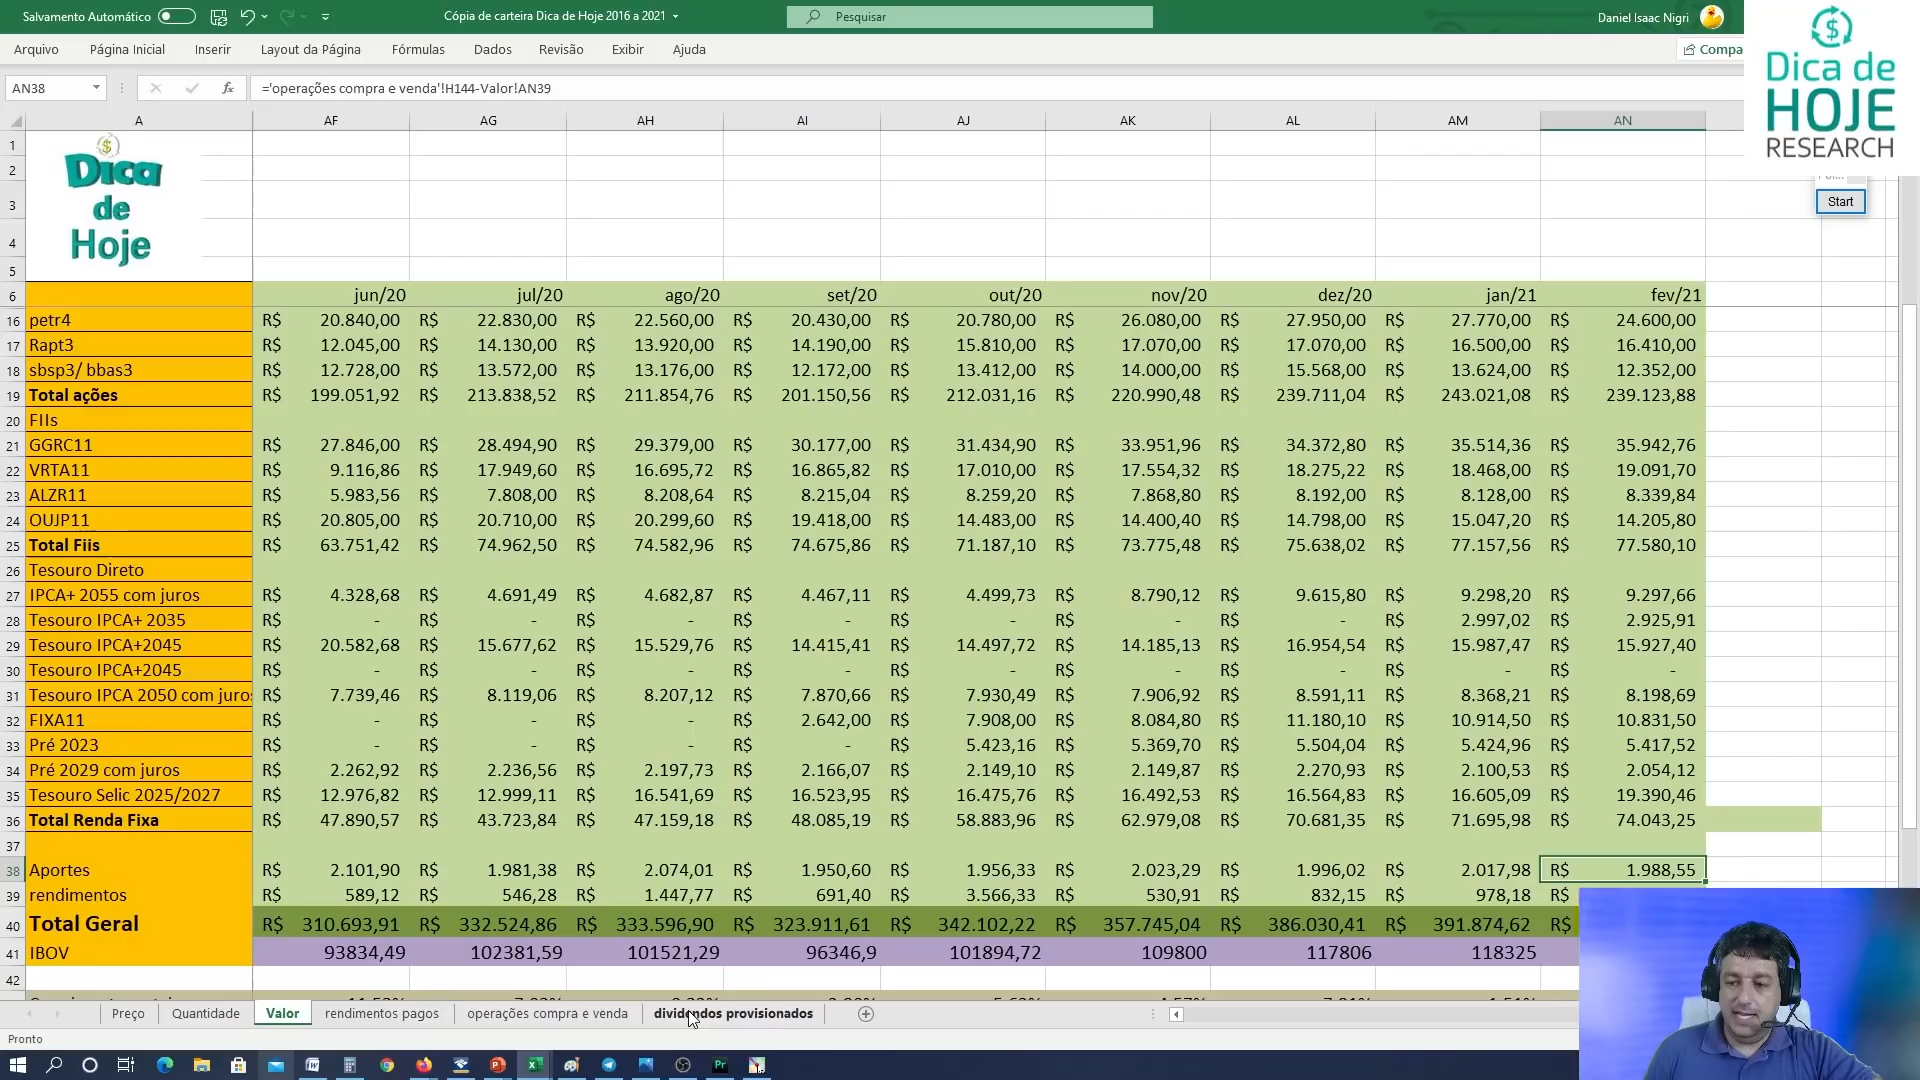 Salvamento Automático
Cópia de carteira Dica de Hoje 2016 a 2021
Pesquisar
Daniel Isaac Nigri
Arquivo Página Inicial Inserir Layout da Página Fórmulas Dados Revisão Exibir Ajuda
Compa
Dica de
HOJE
RESEARCH
AN38 fx ='operações compra e venda'!H144-Valor!AN39
A AF AG AH AI AJ AK AL AM AN
1
2
3
4
5
Dica
de
Hoje
Start
6 jun/20 jul/20 ago/20 set/20 out/20 nov/20 dez/20 jan/21 fev/21
16 petr4 R$ 20.840,00 R$ 22.830,00 R$ 22.560,00 R$ 20.430,00 R$ 20.780,00 R$ 26.080,00 R$ 27.950,00 R$ 27.770,00 R$ 24.600,00
17 Rapt3 R$ 12.045,00 R$ 14.130,00 R$ 13.920,00 R$ 14.190,00 R$ 15.810,00 R$ 17.070,00 R$ 17.070,00 R$ 16.500,00 R$ 16.410,00
18 sbsp3/ bbas3 R$ 12.728,00 R$ 13.572,00 R$ 13.176,00 R$ 12.172,00 R$ 13.412,00 R$ 14.000,00 R$ 15.568,00 R$ 13.624,00 R$ 12.352,00
19 Total ações R$ 199.051,92 R$ 213.838,52 R$ 211.854,76 R$ 201.150,56 R$ 212.031,16 R$ 220.990,48 R$ 239.711,04 R$ 243.021,08 R$ 239.123,88
20 FIIs
21 GGRC11 R$ 27.846,00 R$ 28.494,90 R$ 29.379,00 R$ 30.177,00 R$ 31.434,90 R$ 33.951,96 R$ 34.372,80 R$ 35.514,36 R$ 35.942,76
22 VRTA11 R$ 9.116,86 R$ 17.949,60 R$ 16.695,72 R$ 16.865,82 R$ 17.010,00 R$ 17.554,32 R$ 18.275,22 R$ 18.468,00 R$ 19.091,70
23 ALZR11 R$ 5.983,56 R$ 7.808,00 R$ 8.208,64 R$ 8.215,04 R$ 8.259,20 R$ 7.868,80 R$ 8.192,00 R$ 8.128,00 R$ 8.339,84
24 OUJP11 R$ 20.805,00 R$ 20.710,00 R$ 20.299,60 R$ 19.418,00 R$ 14.483,00 R$ 14.400,40 R$ 14.798,00 R$ 15.047,20 R$ 14.205,80
25 Total Fiis R$ 63.751,42 R$ 74.962,50 R$ 74.582,96 R$ 74.675,86 R$ 71.187,10 R$ 73.775,48 R$ 75.638,02 R$ 77.157,56 R$ 77.580,10
26 Tesouro Direto
27 IPCA+ 2055 com juros R$ 4.328,68 R$ 4.691,49 R$ 4.682,87 R$ 4.467,11 R$ 4.499,73 R$ 8.790,12 R$ 9.615,80 R$ 9.298,20 R$ 9.297,66
28 Tesouro IPCA+ 2035 R$ - R$ - R$ - R$ - R$ - R$ - R$ - R$ 2.997,02 R$ 2.925,91
29 Tesouro IPCA+2045 R$ 20.582,68 R$ 15.677,62 R$ 15.529,76 R$ 14.415,41 R$ 14.497,72 R$ 14.185,13 R$ 16.954,54 R$ 15.987,47 R$ 15.927,40
30 Tesouro IPCA+2045 R$ - R$ - R$ - R$ - R$ - R$ - R$ - R$ - R$ -
31 Tesouro IPCA 2050 com juros R$ 7.739,46 R$ 8.119,06 R$ 8.207,12 R$ 7.870,66 R$ 7.930,49 R$ 7.906,92 R$ 8.591,11 R$ 8.368,21 R$ 8.198,69
32 FIXA11 R$ - R$ - R$ - R$ 2.642,00 R$ 7.908,00 R$ 8.084,80 R$ 11.180,10 R$ 10.914,50 R$ 10.831,50
33 Pré 2023 R$ - R$ - R$ - R$ - R$ 5.423,16 R$ 5.369,70 R$ 5.504,04 R$ 5.424,96 R$ 5.417,52
34 Pré 2029 com juros R$ 2.262,92 R$ 2.236,56 R$ 2.197,73 R$ 2.166,07 R$ 2.149,10 R$ 2.149,87 R$ 2.270,93 R$ 2.100,53 R$ 2.054,12
35 Tesouro Selic 2025/2027 R$ 12.976,82 R$ 12.999,11 R$ 16.541,69 R$ 16.523,95 R$ 16.475,76 R$ 16.492,53 R$ 16.564,83 R$ 16.605,09 R$ 19.390,46
36 Total Renda Fixa R$ 47.890,57 R$ 43.723,84 R$ 47.159,18 R$ 48.085,19 R$ 58.883,96 R$ 62.979,08 R$ 70.681,35 R$ 71.695,98 R$ 74.043,25
37
38 Aportes R$ 2.101,90 R$ 1.981,38 R$ 2.074,01 R$ 1.950,60 R$ 1.956,33 R$ 2.023,29 R$ 1.996,02 R$ 2.017,98 R$ 1.988,55
39 rendimentos R$ 589,12 R$ 546,28 R$ 1.447,77 R$ 691,40 R$ 3.566,33 R$ 530,91 R$ 832,15 R$ 978,18 R$
40 Total Geral R$ 310.693,91 R$ 332.524,86 R$ 333.596,90 R$ 323.911,61 R$ 342.102,22 R$ 357.745,04 R$ 386.030,41 R$ 391.874,62 R$
41 IBOV 93834,49 102381,59 101521,29 96346,9 101894,72 109800 117806 118325
42
Preço Quantidade Valor rendimentos pagos operações compra e venda dividendos provisionados
Pronto